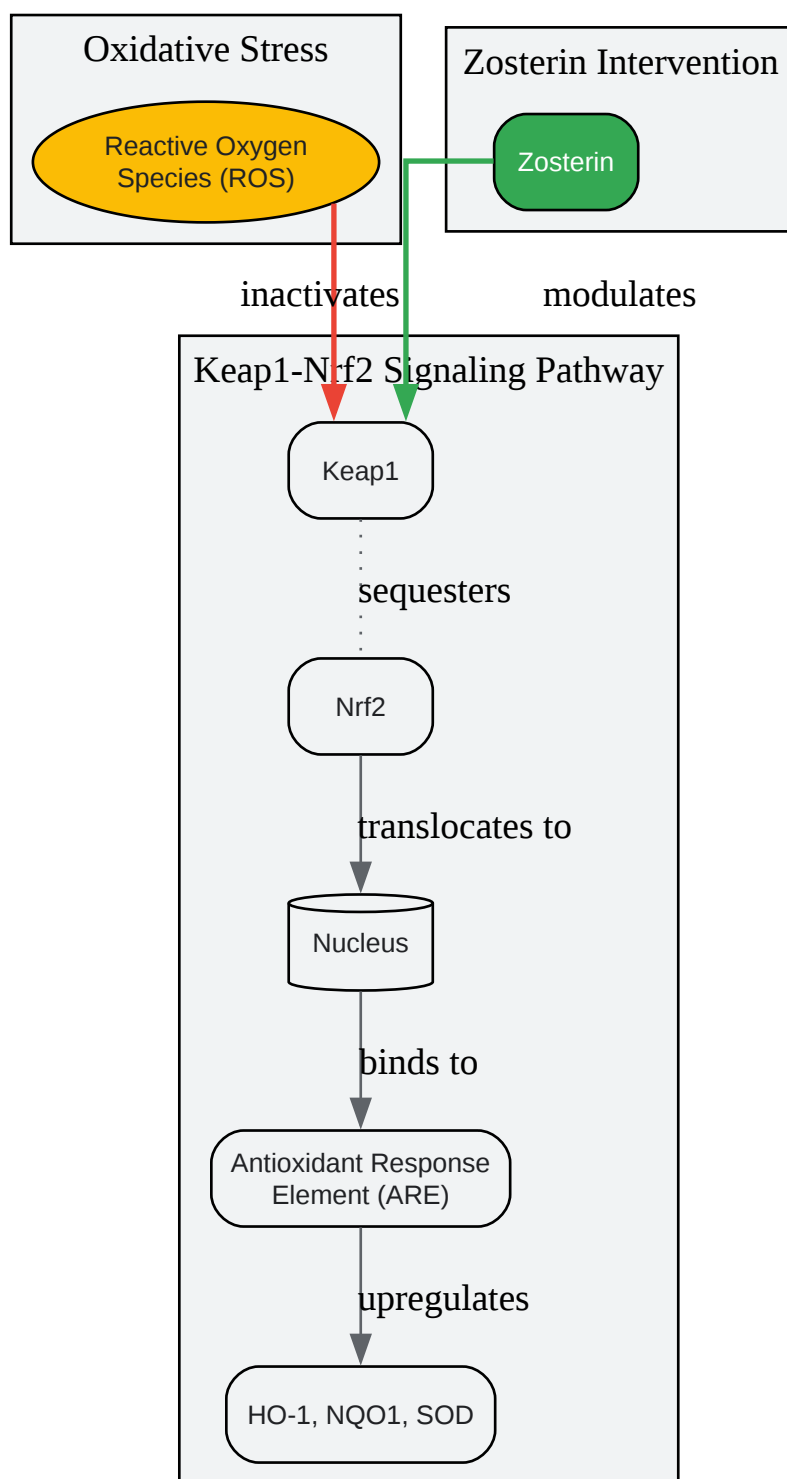 Oxidative Stress
Zosterin Intervention
Reactive Oxygen
Species (ROS)
Zosterin
inactivates
modulates
Keap1-Nrf2 Signaling Pathway
Keap1
sequesters
Nrf2
translocates to
Nucleus
binds to
Antioxidant Response
Element (ARE)
upregulates
HO-1, NQO1, SOD